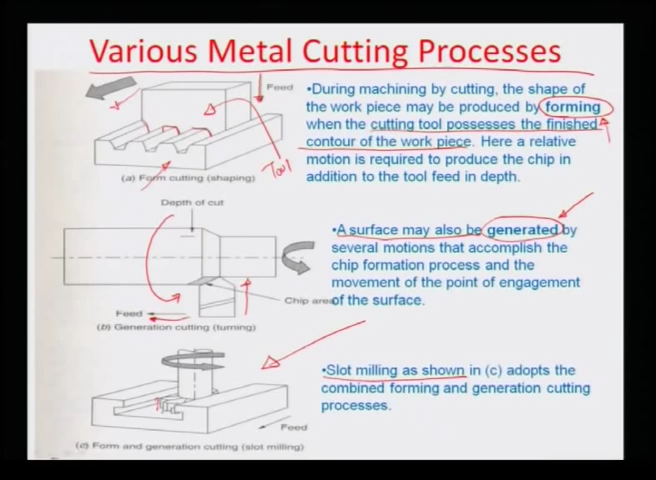 Various Metal Cutting Processes
Feed
Tool
(a) Form cutting (shaping)
•During machining by cutting, the shape of
the work piece may be produced by forming
when the cutting tool possesses the finished
contour of the work piece. Here a relative
motion is required to produce the chip in
addition to the tool feed in depth.
Depth of cut
Chip area
Feed
(b) Generation cutting (turning)
•A surface may also be generated by
several motions that accomplish the
chip formation process and the
movement of the point of engagement
of the surface.
Feed
(c) Form and generation cutting (slot milling)
•Slot milling as shown in (c) adopts the
combined forming and generation cutting
processes.